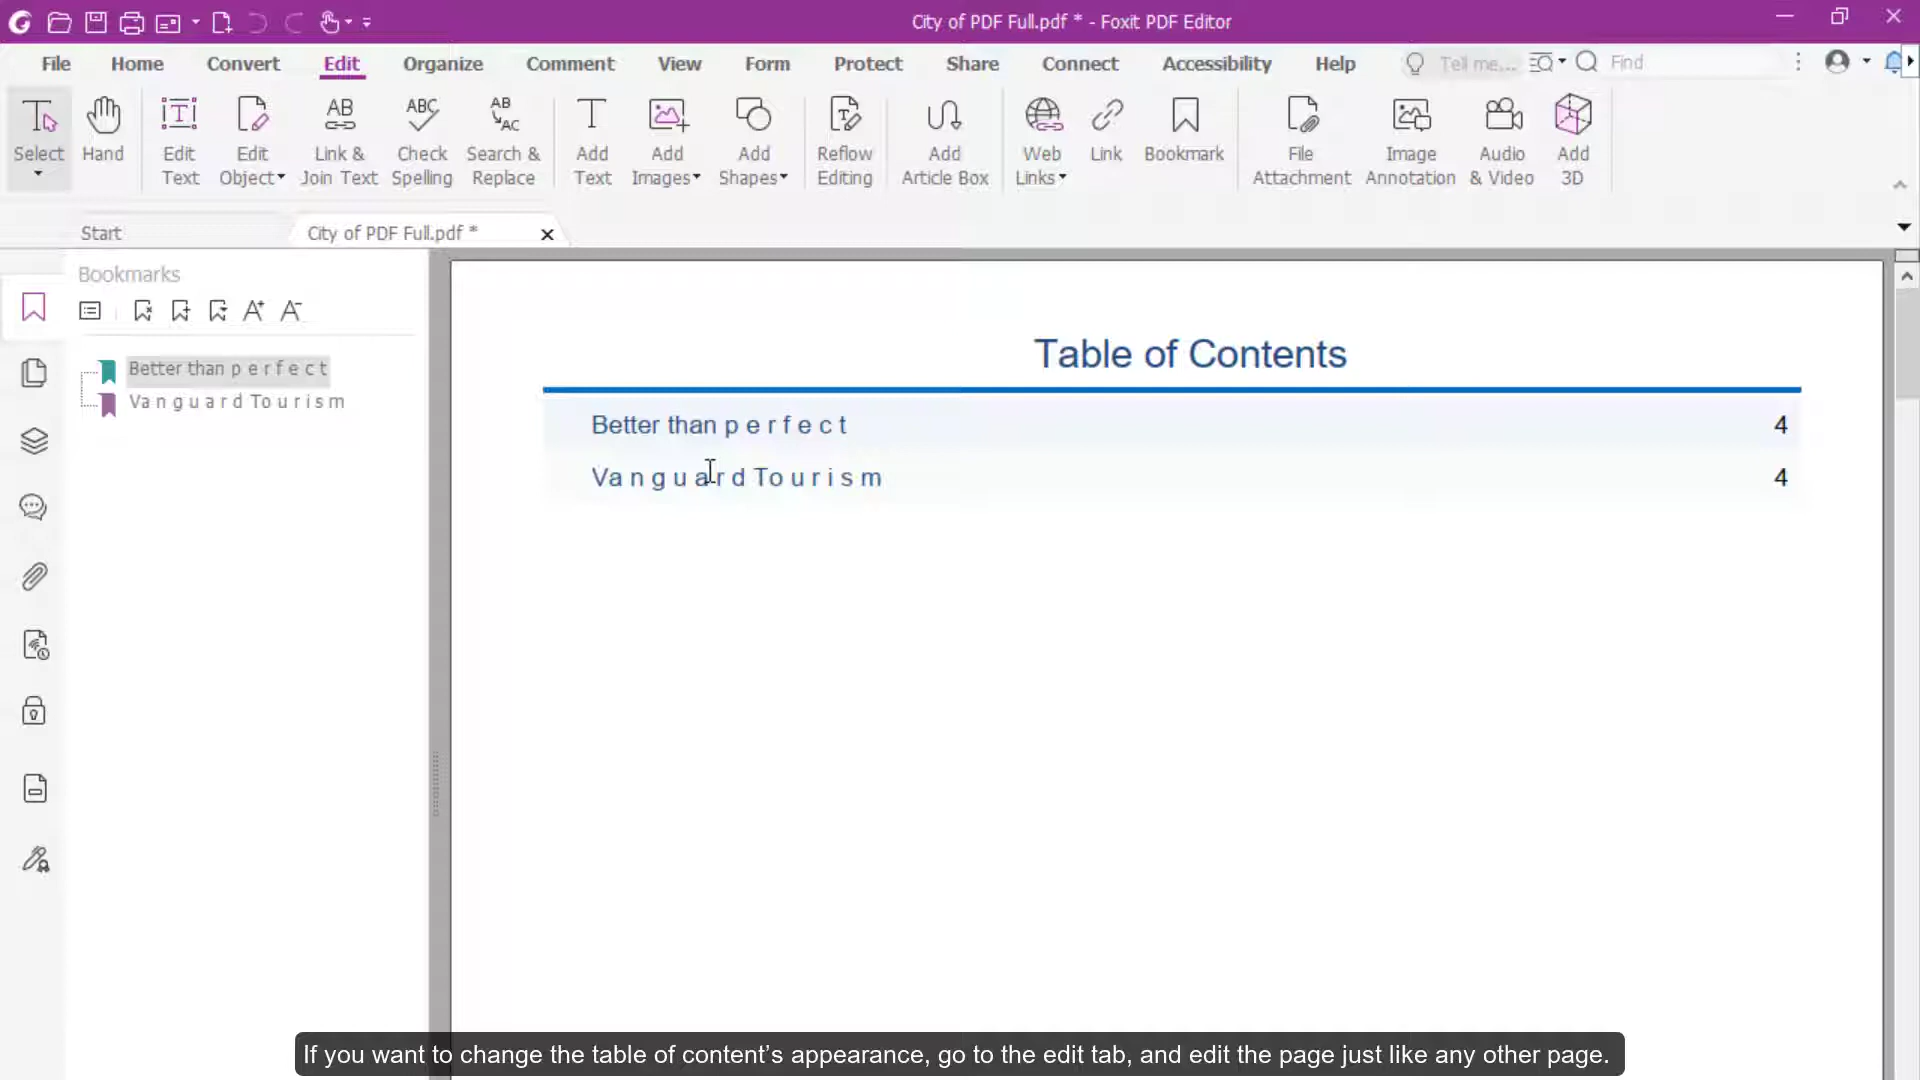 City of PDF Full.pdf * - Foxit PDF Editor
File Home Convert Edit Organize Comment View Form Protect Share Connect Accessibility Help Tell me... Find
Select Hand Edit Text Edit Object Link & Join Text Check Spelling Search & Replace Add Text Add Images Add Shapes Reflow Editing Add Article Box Web Links Link Bookmark File Attachment Image Annotation Audio & Video Add 3D
Start City of PDF Full.pdf *
Bookmarks
Better than p e r f e c t
V a n g u a r d T o u r i s m
Table of Contents
Better than p e r f e c t 4
V a n g u a r d T o u r i s m 4
If you want to change the table of content’s appearance, go to the edit tab, and edit the page just like any other page.